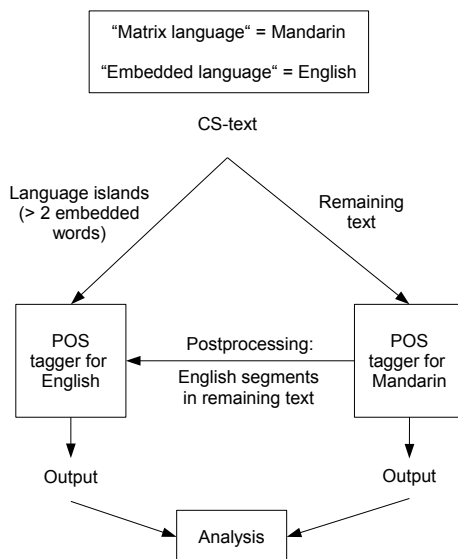 “Matrix language“ = Mandarin
“Embedded language“ = English
CS-text
Language islands
(> 2 embedded
words)
Remaining
text
POS
tagger for
English
Postprocessing:
English segments
in remaining text
POS
tagger for
Mandarin
Output
Output
Analysis